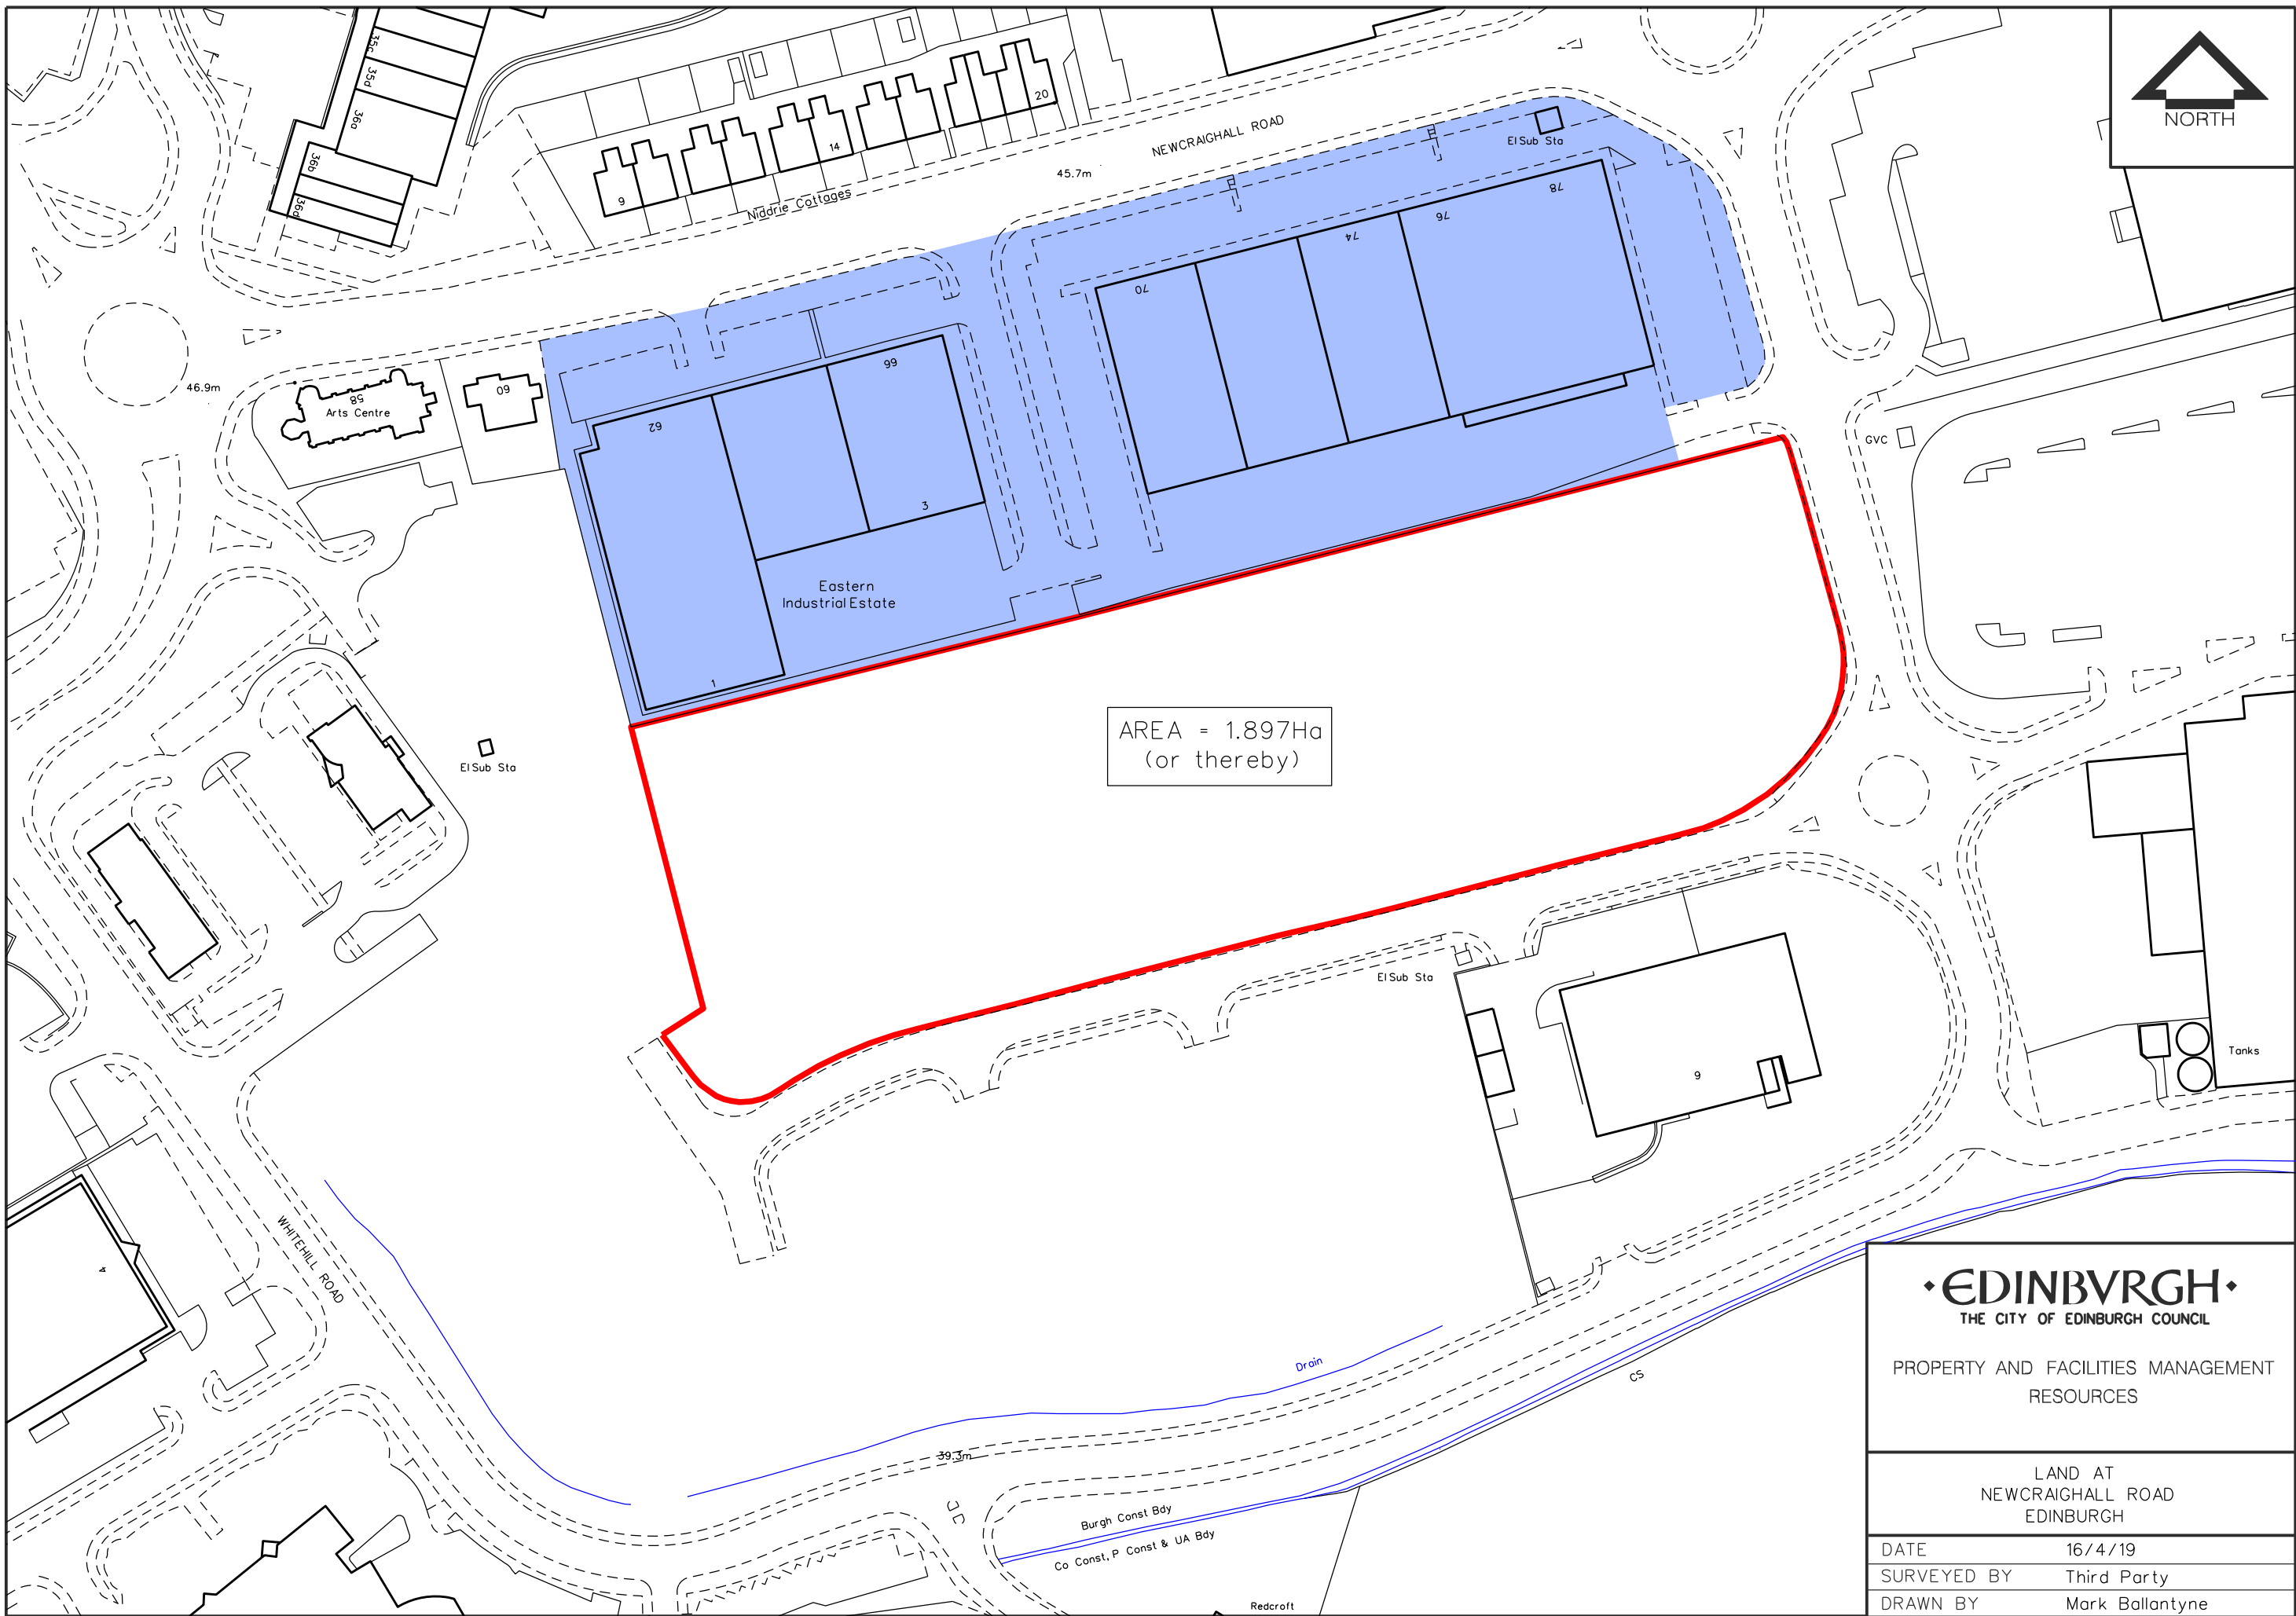 35c
35d
36a
36b
36d
9
14
20
Niddrie Cottages
NEWCRAIGHALL ROAD
45.7m
El Sub Sta
NORTH
78
76
74
70
66
62
60
58
Arts Centre
46.9m
3
1
Eastern
Industrial Estate
GVC
El Sub Sta
AREA = 1.897Ha
(or thereby)
El Sub Sta
9
Tanks
WHITEHILL ROAD
4
Drain
CS
39.3m
Burgh Const Bdy
Co Const, P Const & UA Bdy
Redcroft
•EDINBVRGH•
THE CITY OF EDINBURGH COUNCIL
PROPERTY AND FACILITIES MANAGEMENT
RESOURCES
LAND AT
NEWCRAIGHALL ROAD
EDINBURGH
DATE 16/4/19
SURVEYED BY Third Party
DRAWN BY Mark Ballantyne